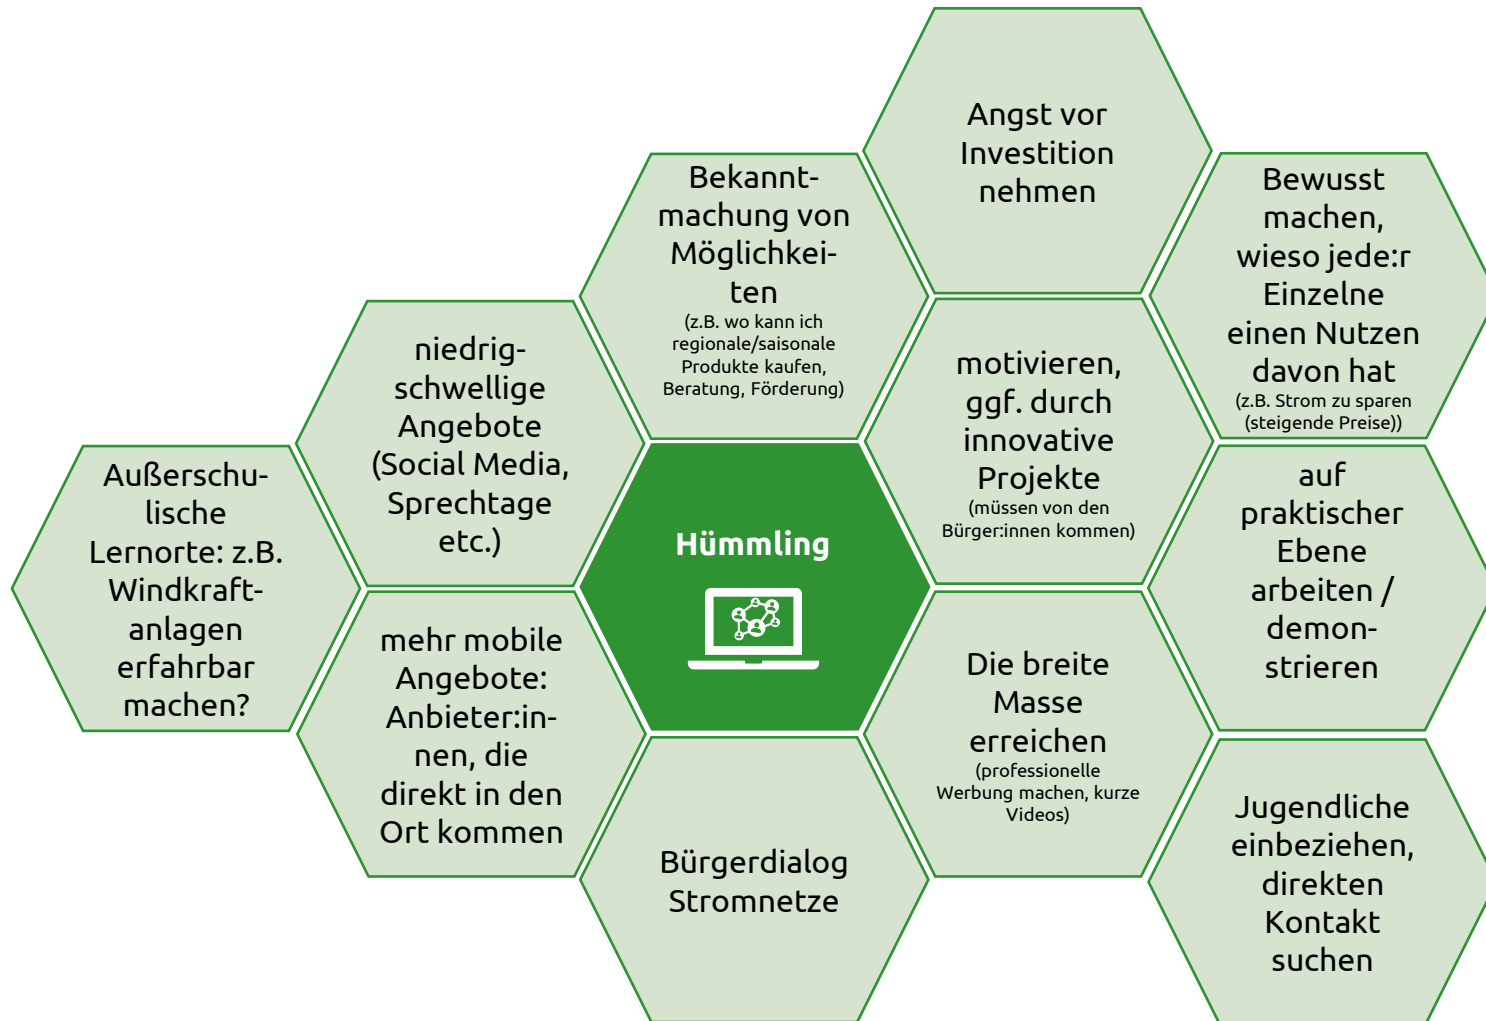 Außerschu-
lische
Lernorte: z.B.
Windkraft-
anlagen
erfahrbar
machen?
niedrig-
schwellige
Angebote
(Social Media,
Sprechtage
etc.)
mehr mobile
Angebote:
Anbieter:in-
nen, die
direkt in den
Ort kommen
Bekannt-
machung von
Möglichkei-
ten
(z.B. wo kann ich
regionale/saisonale
Produkte kaufen,
Beratung, Förderung)
Hümmling
Bürgerdialog
Stromnetze
Angst vor
Investition
nehmen
motivieren,
ggf. durch
innovative
Projekte
(müssen von den
Bürger:innen kommen)
Die breite
Masse
erreichen
(professionelle
Werbung machen, kurze
Videos)
Bewusst
machen,
wieso jede:r
Einzelne
einen Nutzen
davon hat
(z.B. Strom zu sparen
(steigende Preise))
auf
praktischer
Ebene
arbeiten /
demon-
strieren
Jugendliche
einbeziehen,
direkten
Kontakt
suchen